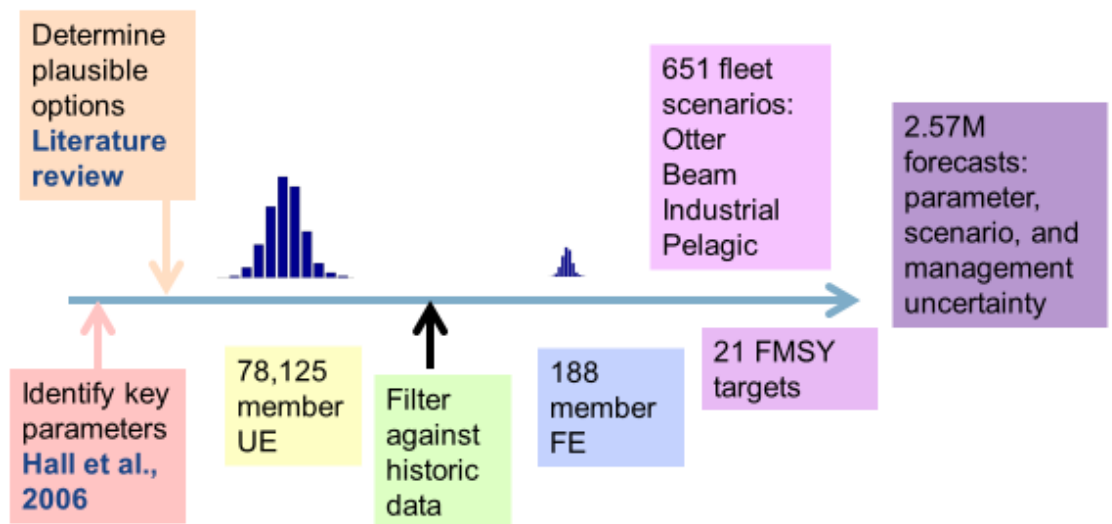 Determine
plausible
options
Literature
review
651 fleet
scenarios:
Otter
Beam
Industrial
Pelagic
2.57M
forecasts:
parameter,
scenario, and
management
uncertainty
Identify key
parameters
Hall et al.,
2006
78,125
member
UE
Filter
against
historic
data
188
member
FE
21 FMSY
targets